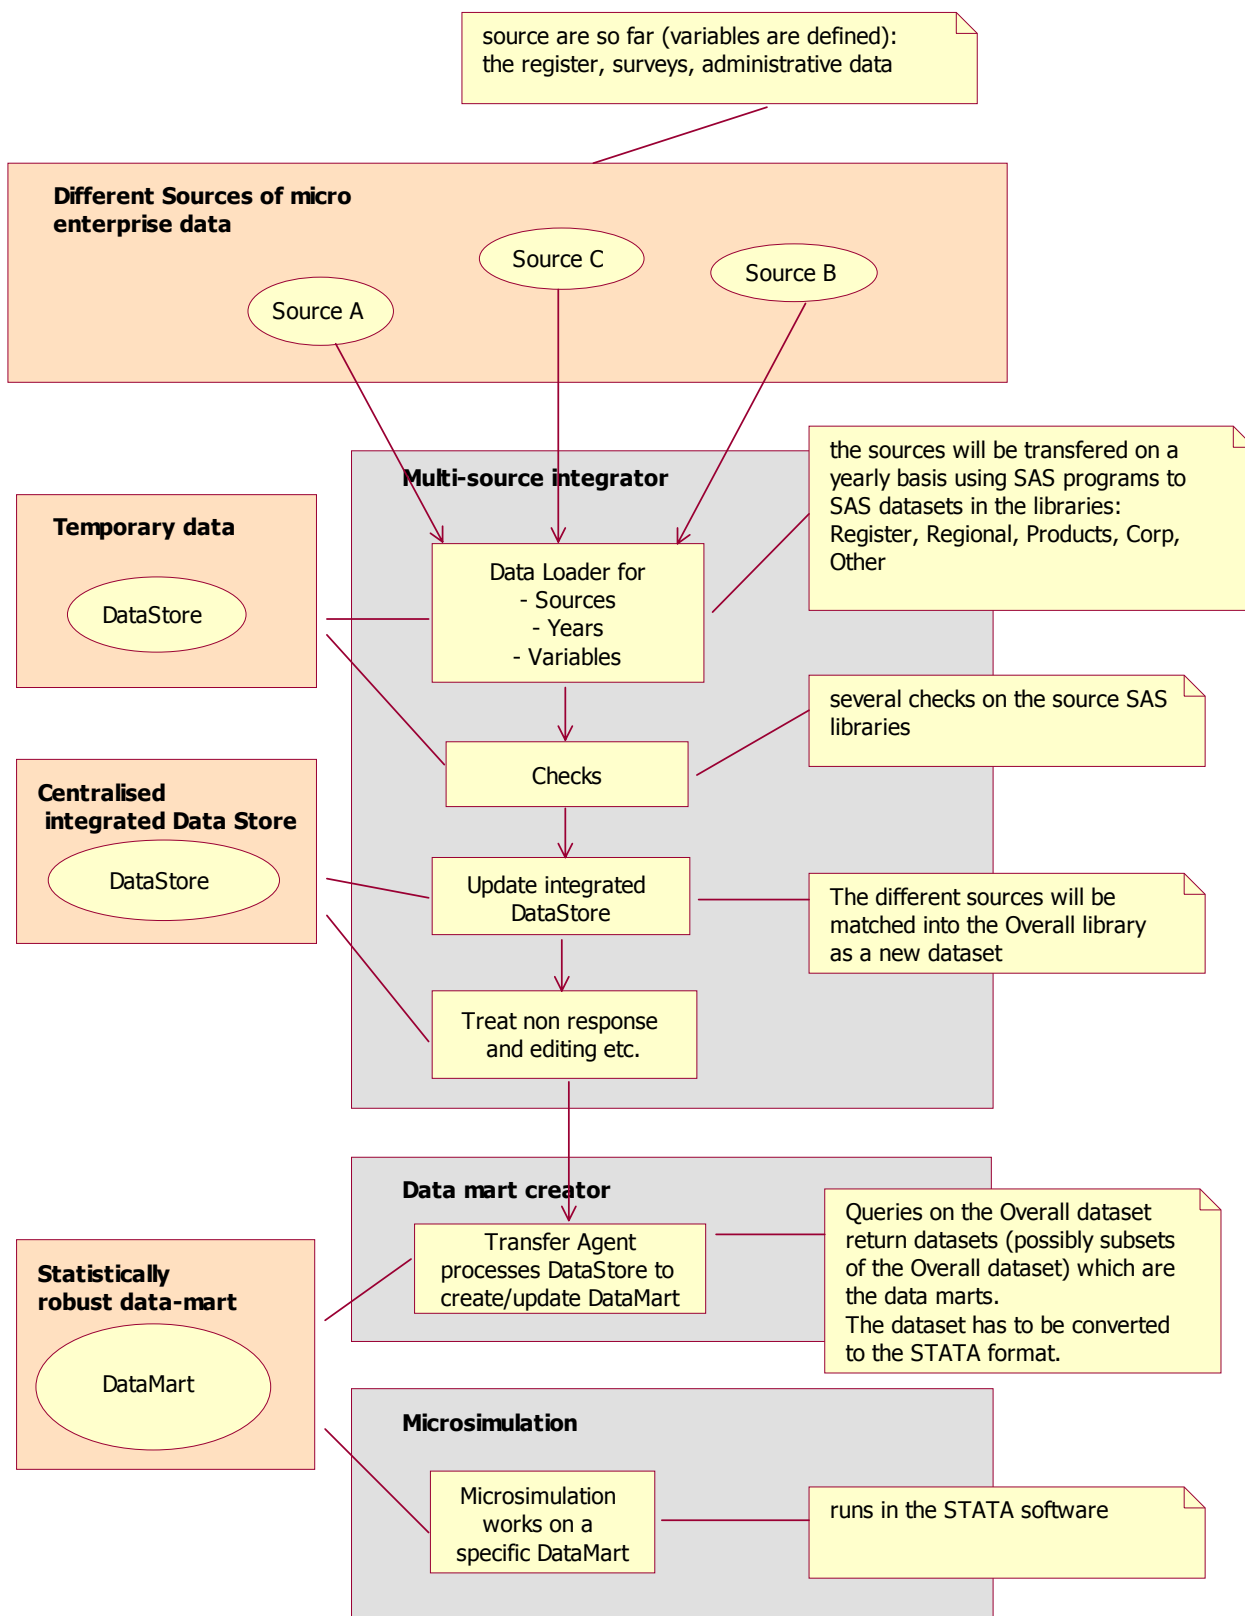 source are so far (variables are defined):
the register, surveys, administrative data
Different Sources of micro
enterprise data
Source C
Source B
Source A
the sources will be transfered on a
yearly basis using SAS programs to
SAS datasets in the libraries:
Register, Regional, Products, Corp,
Other
Multi-source integrator
Temporary data
DataStore
Data Loader for
- Sources
- Years
- Variables
several checks on the source SAS
libraries
Checks
Centralised
integrated Data Store
DataStore
Update integrated
DataStore
The different sources will be
matched into the Overall library
as a new dataset
Treat non response
and editing etc.
Data mart creator
Transfer Agent
processes DataStore to
create/update DataMart
Queries on the Overall dataset
return datasets (possibly subsets
of the Overall dataset) which are
the data marts.
The dataset has to be converted
to the STATA format.
Statistically
robust data-mart
DataMart
Microsimulation
Microsimulation
works on a
specific DataMart
runs in the STATA software